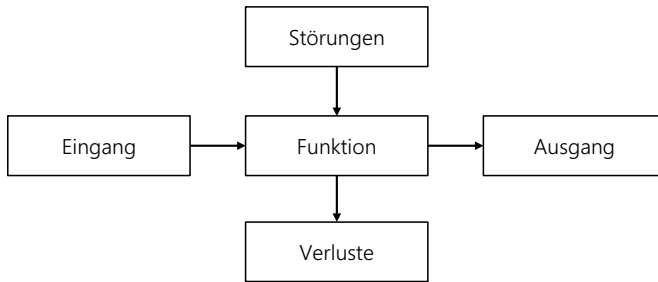 Störungen
Eingang
Funktion
Ausgang
Verluste